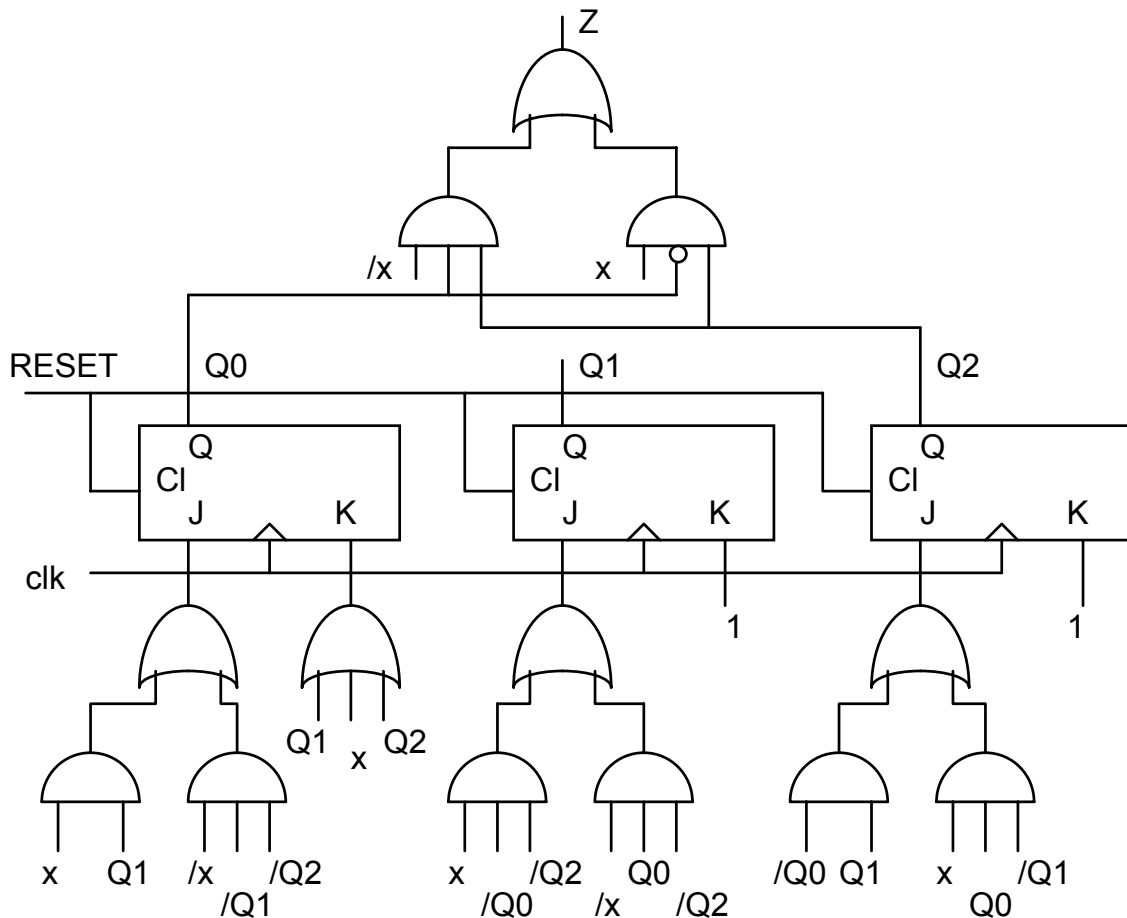 Z
/x
x
RESET
Q0
Q1
Q2
Q
Q
Q
Cl
Cl
Cl
J
K
J
K
J
K
clk
1
1
Q1
x
Q2
x
Q1
/x
/Q1
/Q2
x
/Q0
/Q2
/x
Q0
/Q2
/Q0
Q1
x
Q0
/Q1